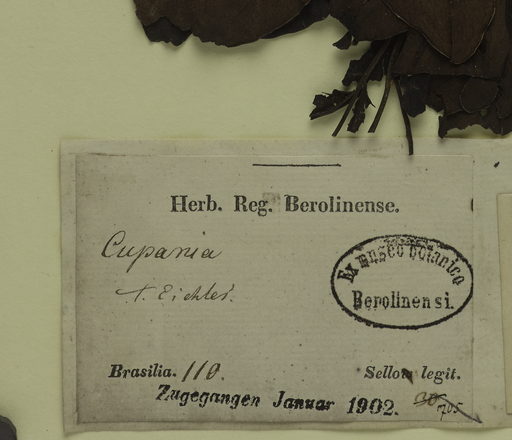 Herb. Reg. Berolinense.
Cupania
Ex museo botanico
Berolinensi.
t. Eichler.
Brasilia. 110.
Sellow legit.
Zugegangen Januar 1902.